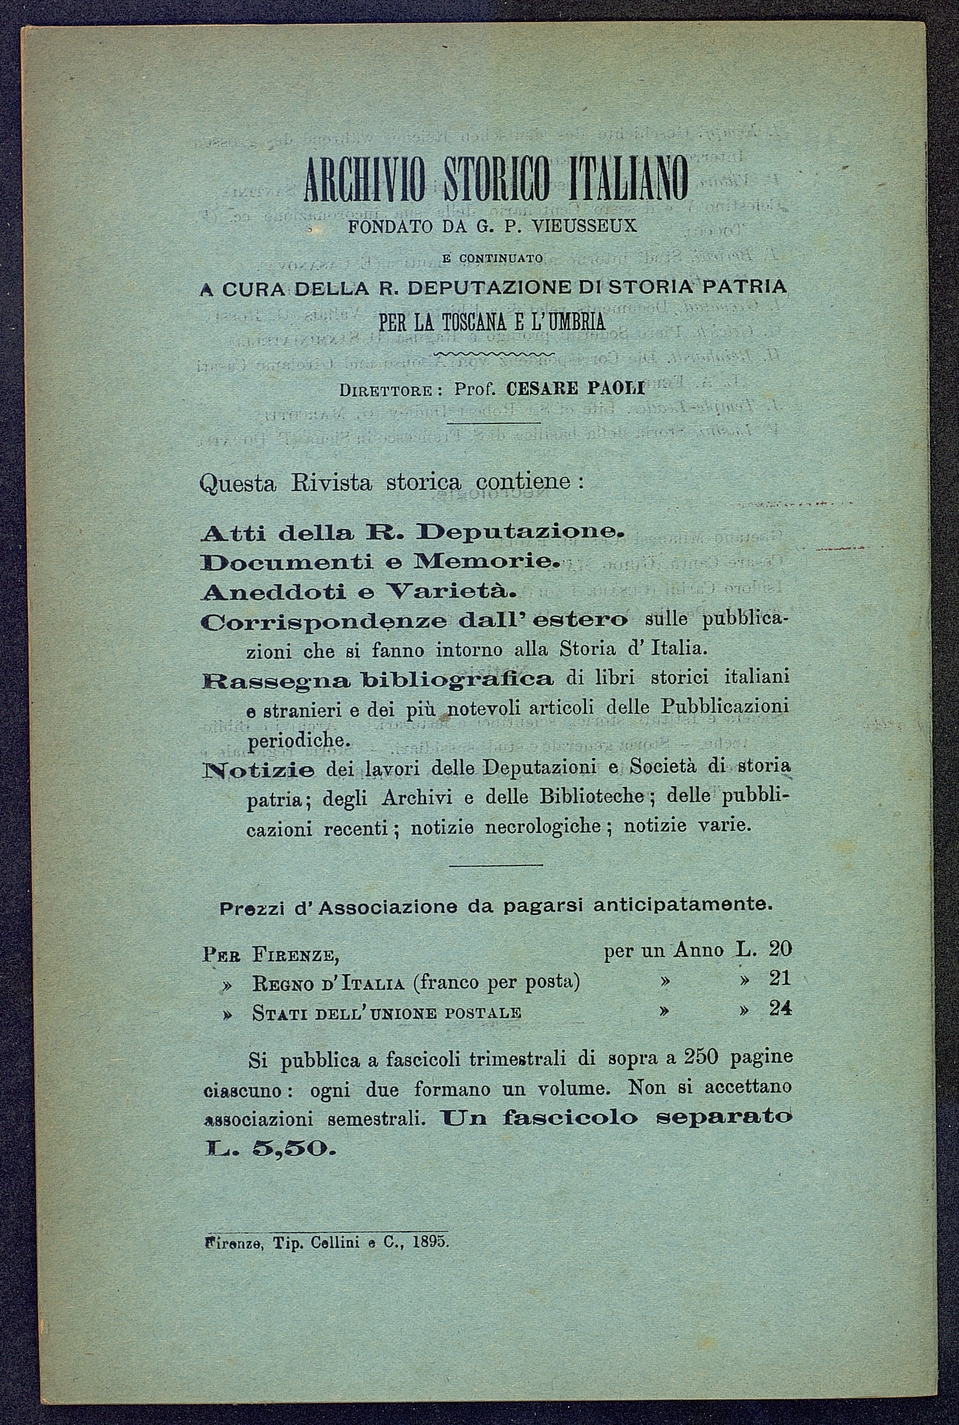 ARCHIVIO STORICO ITALIANO
FONDATO DA G. P. VIEUSSEUX
E CONTINUATO
A CURA DELLA R. DEPUTAZIONE DI STORIA PATRIA
PER LA TOSCANA E L'UMBRIA
DIRETTORE : Prof. CESARE PAOLI
Questa Rivista storica contiene :
Atti della R. Deputazione.
Documenti e Memorie.
Aneddoti e Varietà.
Corrispondenze dall' estero sulle pubblica-
zioni che si fanno intorno alla Storia d' Italia.
Rassegna bibliografica di libri storici italiani
e stranieri e dei più notevoli articoli delle Pubblicazioni
periodiche.
Notizie dei lavori delle Deputazioni e Società di storia
patria ; degli Archivi e delle Biblioteche ; delle pubbli-
cazioni recenti ; notizie necrologiche ; notizie varie.
Prezzi d' Associazione da pagarsi anticipatamente.
PER FIRENZE, per un Anno L. 20
» REGNO D'ITALIA (franco per posta) » » 21
» STATI DELL'UNIONE POSTALE » » 24
Si pubblica a fascicoli trimestrali di sopra a 250 pagine
ciascuno : ogni due formano un volume. Non si accettano
associazioni semestrali. Un fascicolo separato
L. 5,50.
Firenze, Tip. Cellini e C., 1895.